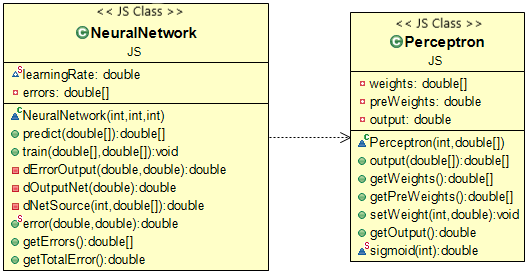 << JS Class >>
NeuralNetwork
JS
learningRate: double
errors: double[]
NeuralNetwork(int,int,int)
predict(double[]):double[]
train(double[],double[]):void
dErrorOutput(double,double):double
dOutputNet(double):double
dNetSource(int,double[]):double
error(double,double):double
getErrors():double[]
getTotalError():double
<< JS Class >>
Perceptron
JS
weights: double[]
preWeights: double
output: double
Perceptron(int,double[])
output(double[]):double[]
getWeights():double[]
getPreWeights():double[]
setWeight(int,double):void
getOutput():double
sigmoid(int):double